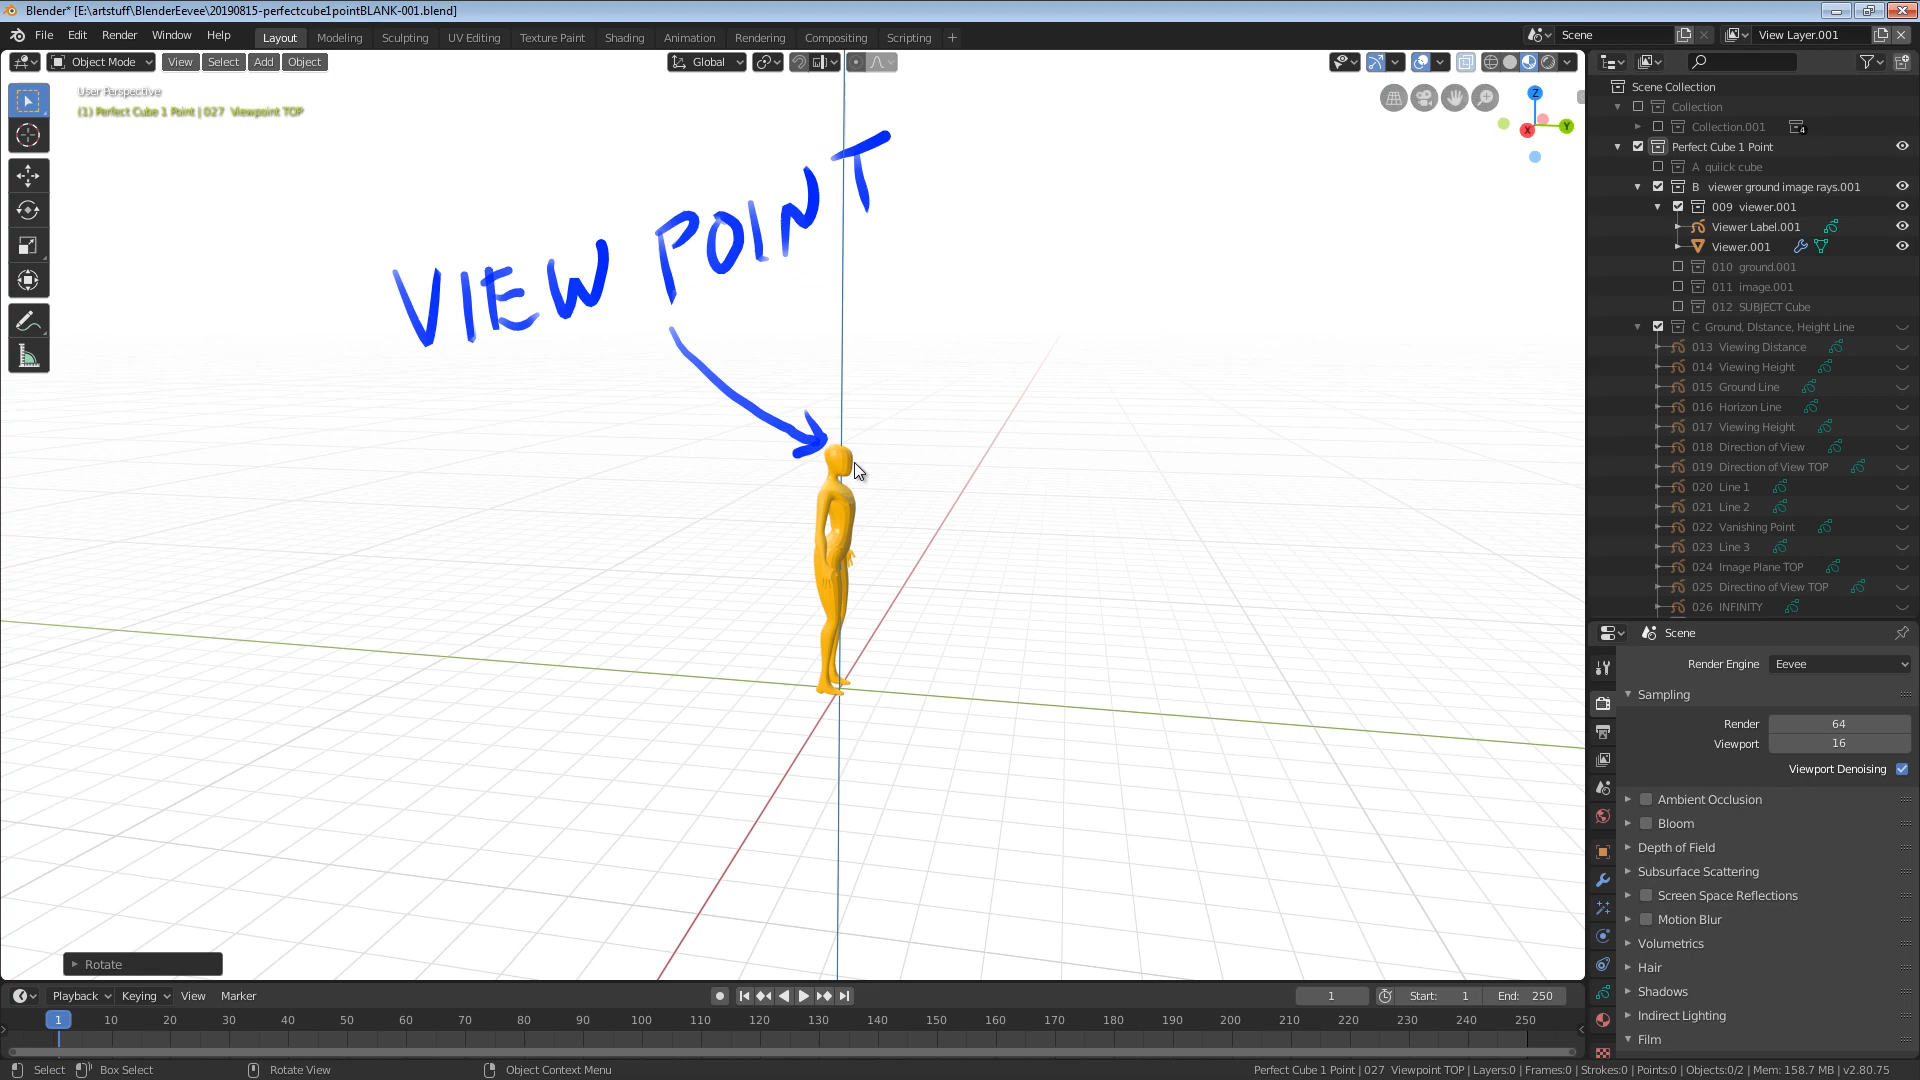 Blender* [E:\artstuff\BlenderEevee\20190815-perfectcube1pointBLANK-001.blend]
File Edit Render Window Help
Layout Modeling Sculpting UV Editing Texture Paint Shading Animation Rendering Compositing Scripting +
Scene
View Layer.001
Object Mode View Select Add Object
Global
User Perspective
(1) Perfect Cube 1 Point | 027 Viewpoint TOP
VIEW POINT
Z
X
Y
Scene Collection
Collection
Collection.001
4
Perfect Cube 1 Point
A quiick cube
B viewer ground image rays.001
009 viewer.001
Viewer Label.001
Viewer.001
010 ground.001
011 image.001
012 SUBJECT Cube
C Ground, DIstance, Height Line
013 Viewing Distance
014 Viewing Height
015 Ground Line
016 Horizon Line
017 Viewing Height
018 Direction of View
019 Direction of View TOP
020 Line 1
021 Line 2
022 Vanishing Point
023 Line 3
024 Image Plane TOP
025 Directino of View TOP
026 INFINITY
Scene
Render Engine Eevee
Sampling
Render 64
Viewport 16
Viewport Denoising
Ambient Occlusion
Bloom
Depth of Field
Subsurface Scattering
Screen Space Reflections
Motion Blur
Volumetrics
Hair
Shadows
Indirect Lighting
Film
Rotate
Playback Keying View Marker
1 Start: 1 End: 250
1 10 20 30 40 50 60 70 80 90 100 110 120 130 140 150 160 170 180 190 200 210 220 230 240 250
Select Box Select Rotate View Object Context Menu
Perfect Cube 1 Point | 027 Viewpoint TOP | Layers:0 | Frames:0 | Strokes:0 | Points:0 | Objects:0/2 | Mem: 158.7 MB | v2.80.75